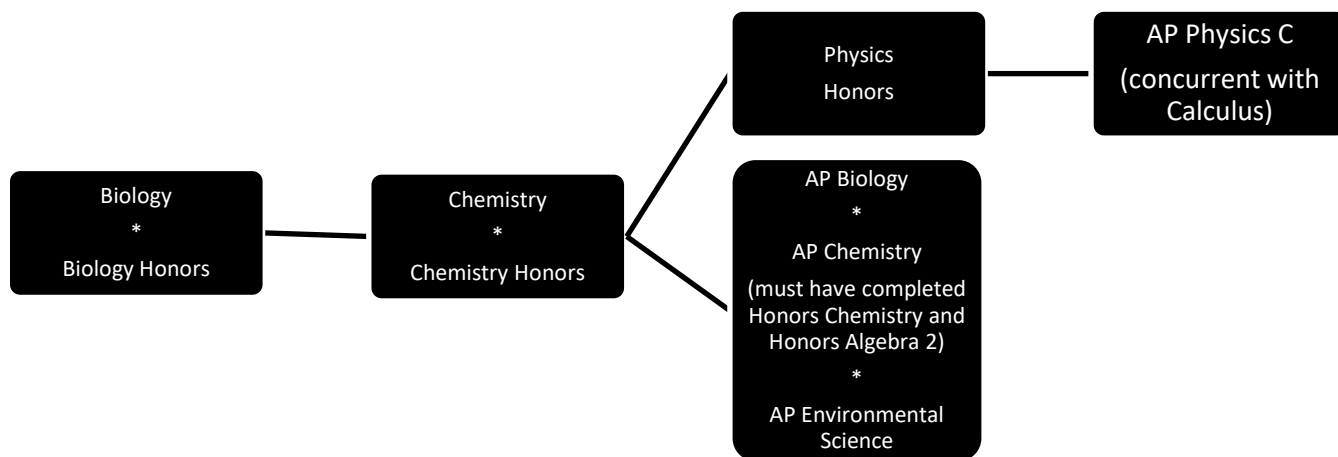 Biology
*
Biology Honors
Chemistry
*
Chemistry Honors
Physics
Honors
AP Physics C
(concurrent with
Calculus)
AP Biology
*
AP Chemistry
(must have completed
Honors Chemistry and
Honors Algebra 2)
*
AP Environmental
Science